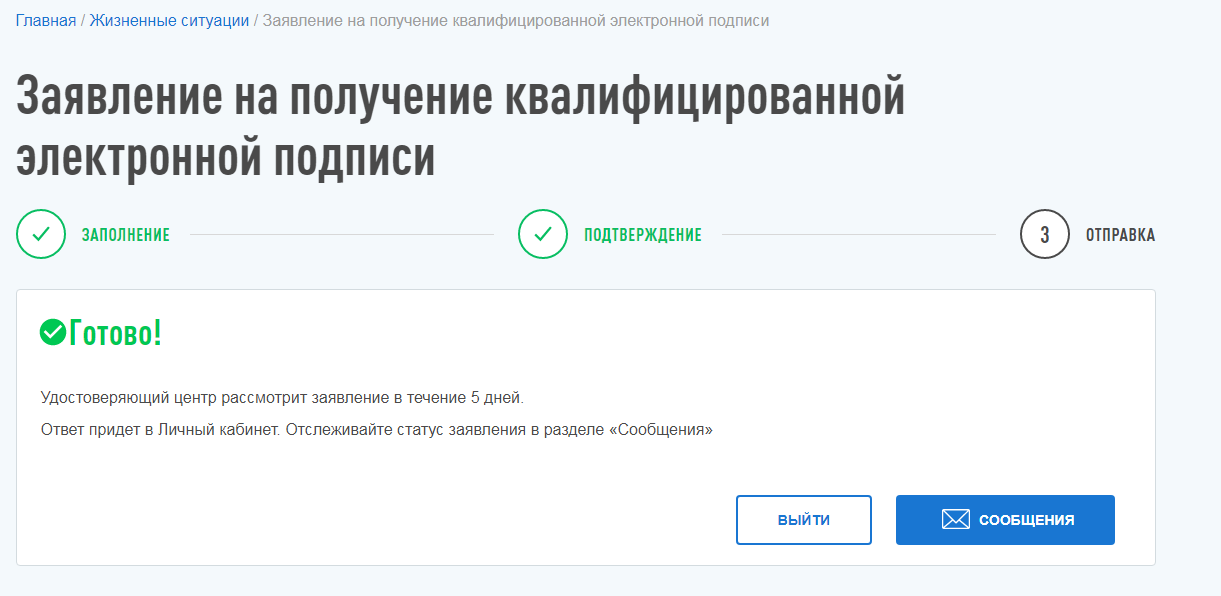 Главная / Жизненные ситуации / Заявление на получение квалифицированной электронной подписи
Заявление на получение квалифицированной
электронной подписи
ЗАПОЛНЕНИЕ
ПОДТВЕРЖДЕНИЕ
3 ОТПРАВКА
Готово!
Удостоверяющий центр рассмотрит заявление в течение 5 дней.
Ответ придет в Личный кабинет. Отслеживайте статус заявления в разделе «Сообщения»
ВЫЙТИ
СООБЩЕНИЯ